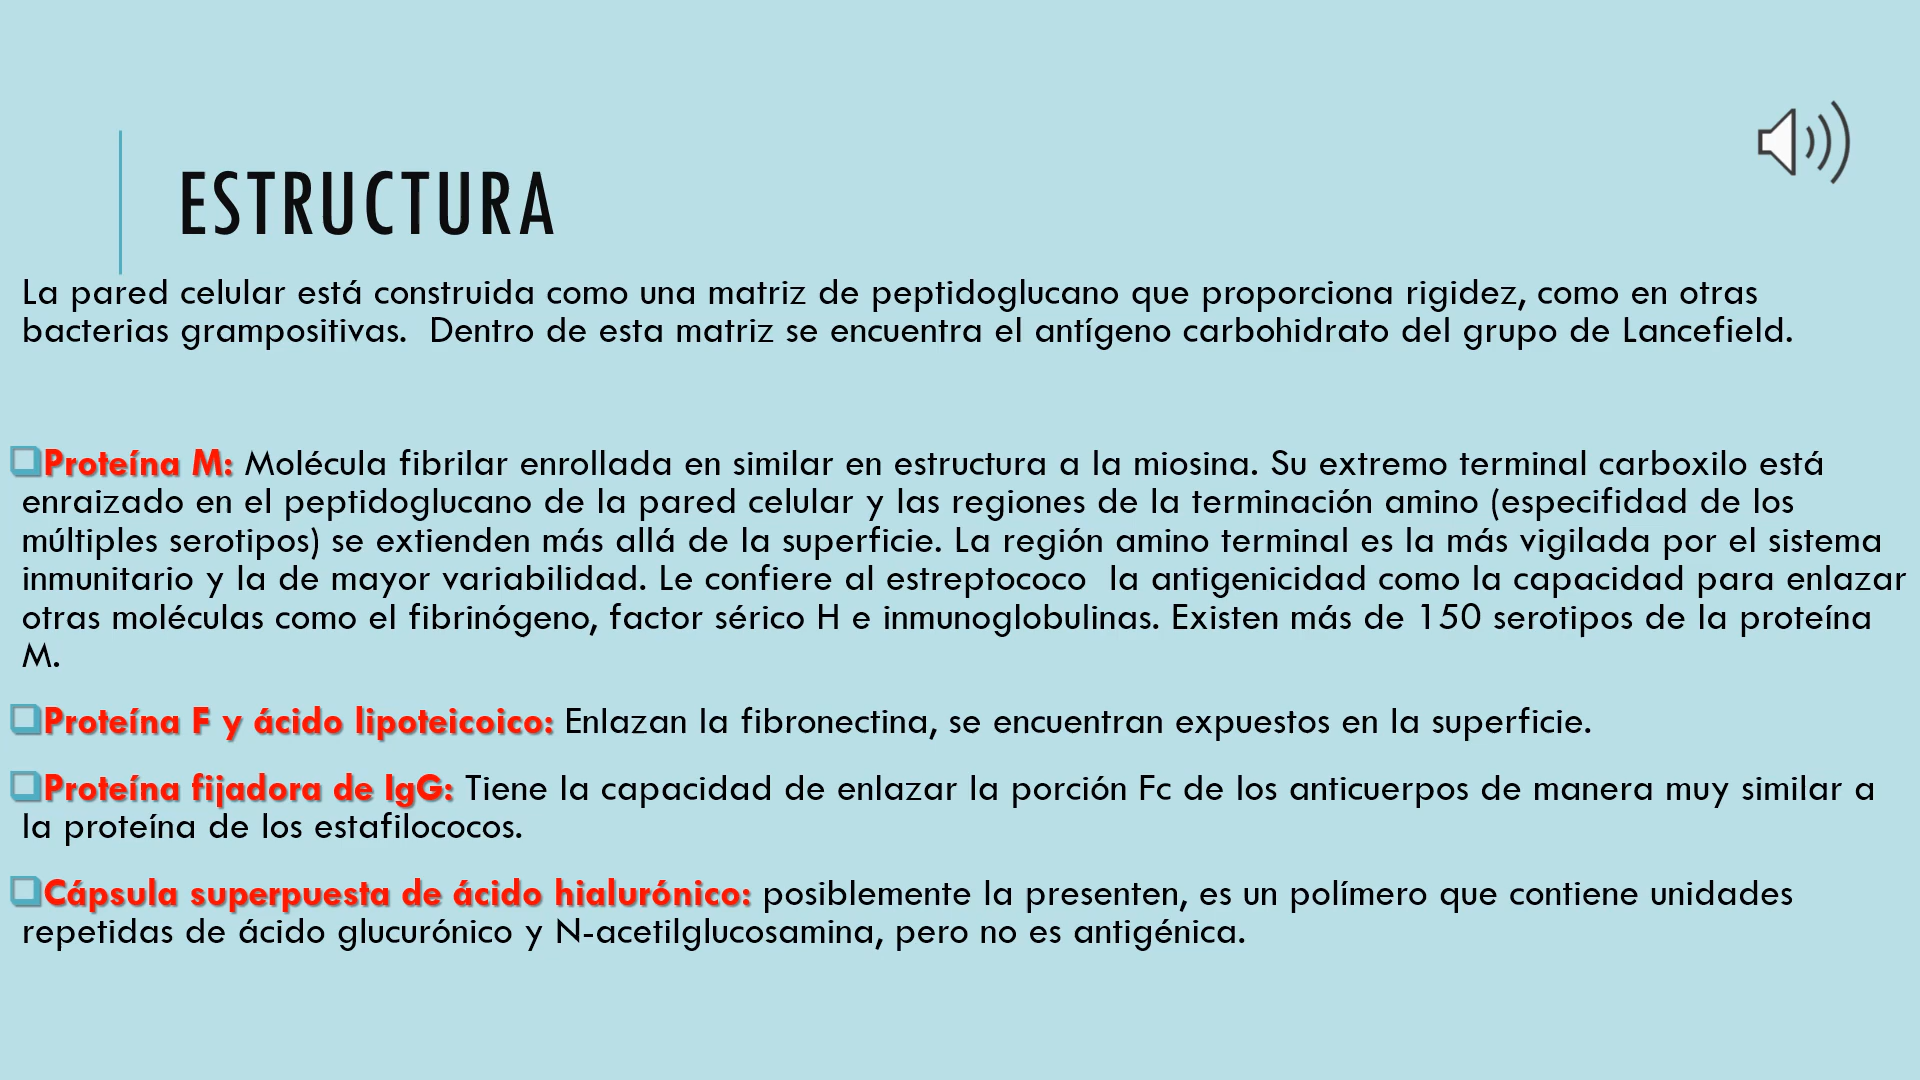 ESTRUCTURA
La pared celular está construida como una matriz de peptidoglucano que proporciona rigidez, como en otras
bacterias grampositivas.  Dentro de esta matriz se encuentra el antígeno carbohidrato del grupo de Lancefield.
Proteína M: Molécula fibrilar enrollada en similar en estructura a la miosina. Su extremo terminal carboxilo está
enraizado en el peptidoglucano de la pared celular y las regiones de la terminación amino (especifidad de los
múltiples serotipos) se extienden más allá de la superficie. La región amino terminal es la más vigilada por el sistema
inmunitario y la de mayor variabilidad. Le confiere al estreptococo  la antigenicidad como la capacidad para enlazar
otras moléculas como el fibrinógeno, factor sérico H e inmunoglobulinas. Existen más de 150 serotipos de la proteína
M.
Proteína F y ácido lipoteicoico: Enlazan la fibronectina, se encuentran expuestos en la superficie.
Proteína fijadora de IgG: Tiene la capacidad de enlazar la porción Fc de los anticuerpos de manera muy similar a
la proteína de los estafilococos.
Cápsula superpuesta de ácido hialurónico: posiblemente la presenten, es un polímero que contiene unidades
repetidas de ácido glucurónico y N-acetilglucosamina, pero no es antigénica.